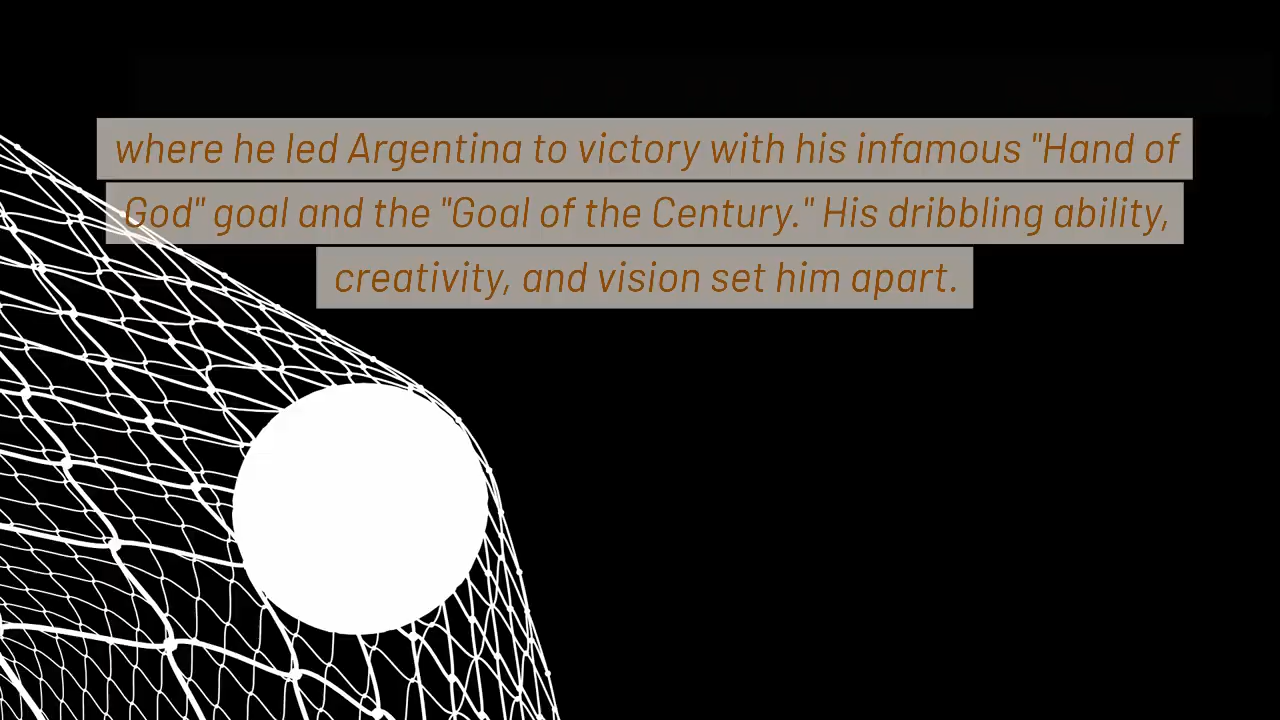 where he led Argentina to victory with his infamous "Hand of
God" goal and the "Goal of the Century." His dribbling ability,
creativity, and vision set him apart.